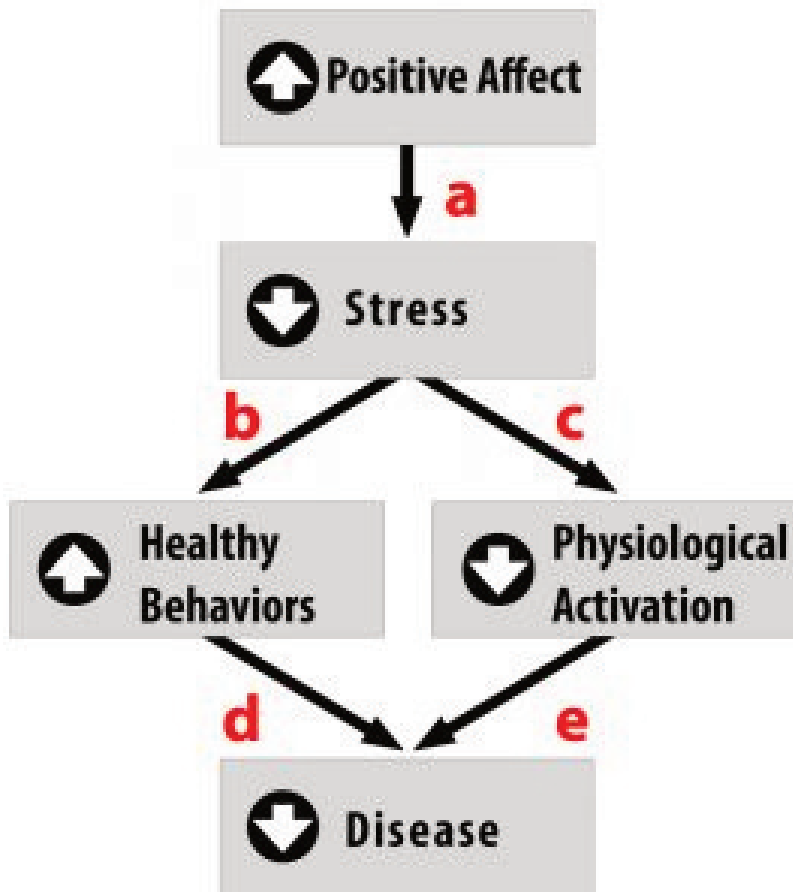 Positive Affect
a
Stress
b
c
Healthy
Behaviors
Physiological
Activation
d
e
Disease